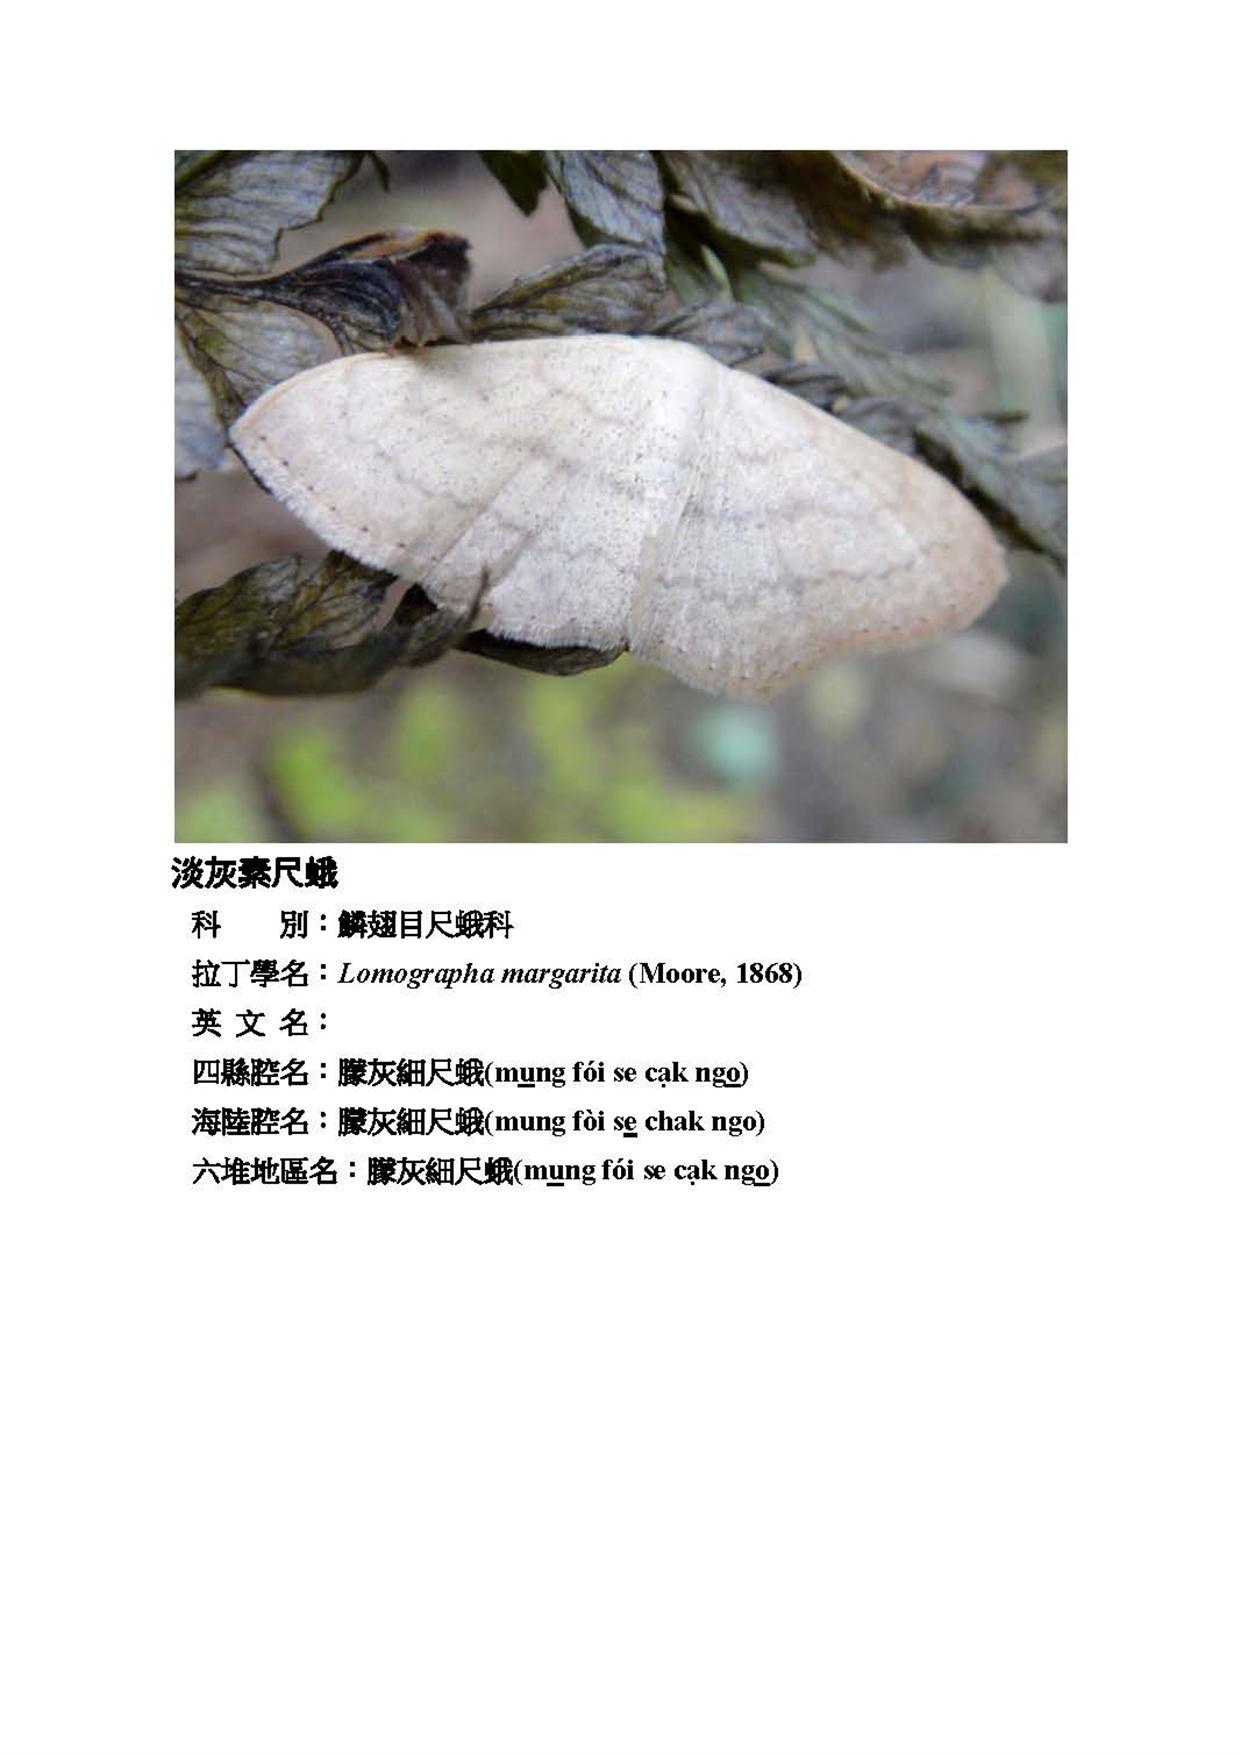 淡灰素尺蛾
科　　別：鱗翅目尺蛾科
拉丁學名：Lomographa margarita (Moore, 1868)
英 文 名：
四縣腔名：朦灰細尺蛾(mu̲ng fói se cạk ngo̲)
海陸腔名：朦灰細尺蛾(mung fòi se̲ chak ngo)
六堆地區名：朦灰細尺蛾(mu̲ng fói se cạk ngo̲)